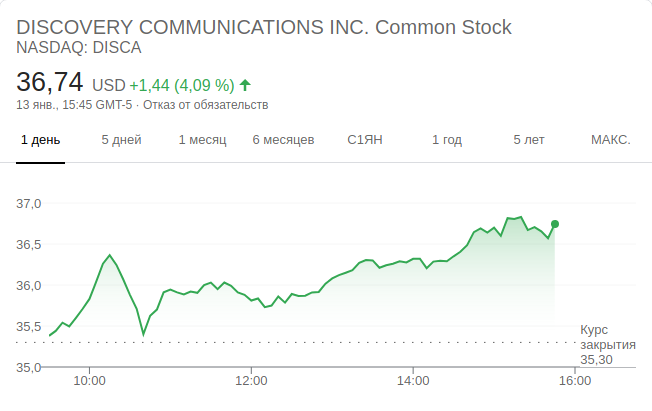 DISCOVERY COMMUNICATIONS INC. Common Stock
NASDAQ: DISCA
36,74 USD +1,44 (4,09 %)
13 янв., 15:45 GMT-5 · Отказ от обязательств
1 день 5 дней 1 месяц 6 месяцев С1ЯН 1 год 5 лет МАКС.
37,0
36,5
36,0
35,5
Курс
закрытия
35,30
35,0
10:00 12:00 14:00 16:00